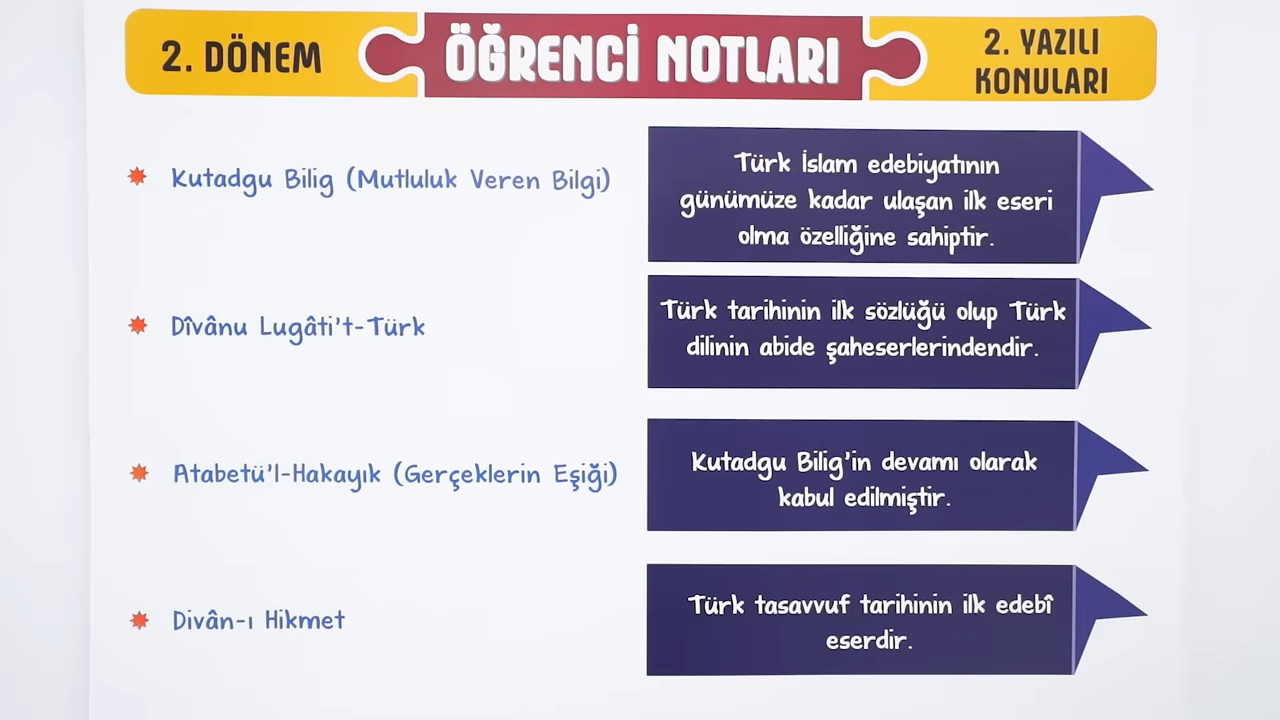 2. DÖNEM
ÖĞRENCİ NOTLARI
2. YAZILI
KONULARI
Kutadgu Bilig (Mutluluk Veren Bilgi)
Türk İslam edebiyatının
günümüze kadar ulaşan ilk eseri
olma özelliğine sahiptir.
Dîvânu Lugâti't-Türk
Türk tarihinin ilk sözlüğü olup Türk
dilinin abide şaheserlerindendir.
Atabetü'l-Hakayık (Gerçeklerin Eşiği)
Kutadgu Bilig'in devamı olarak
kabul edilmiştir.
Divân-ı Hikmet
Türk tasavvuf tarihinin ilk edebî
eserdir.